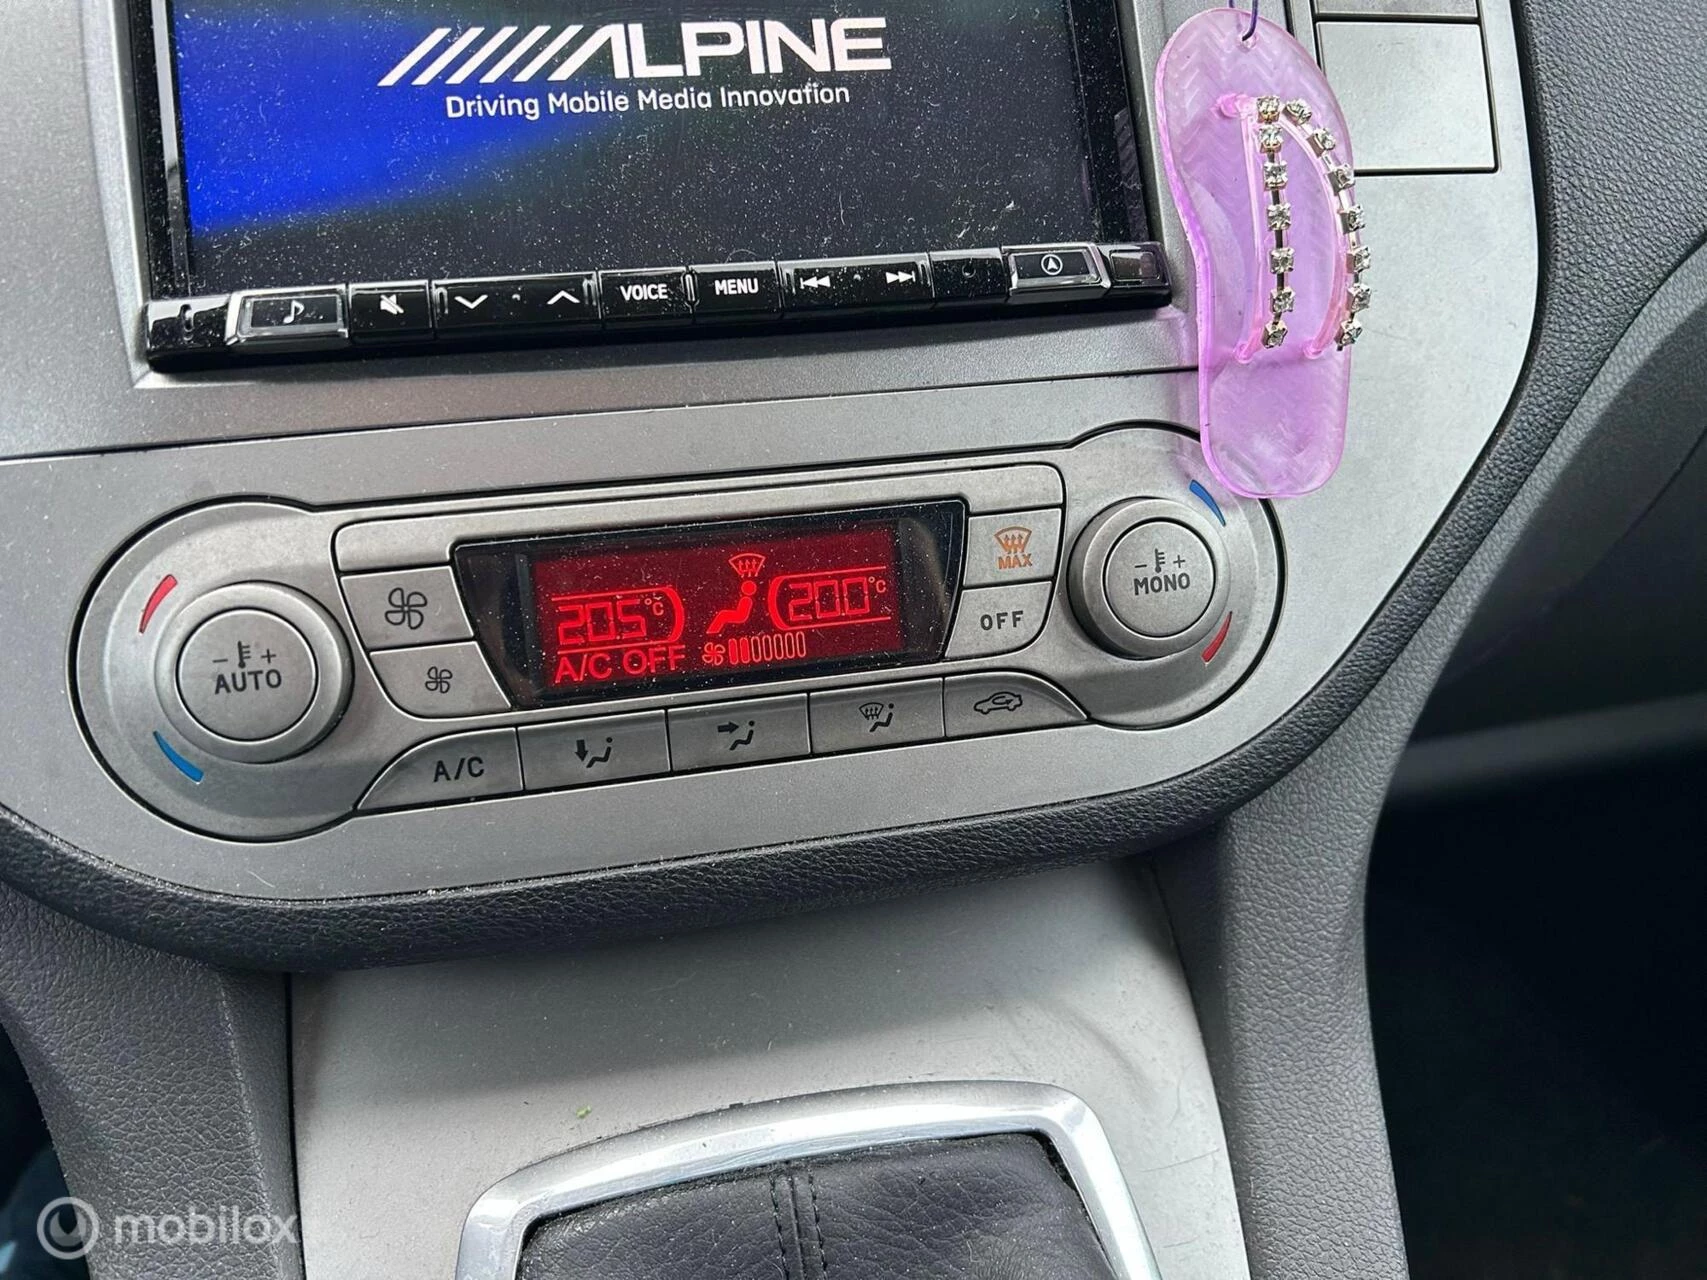 ALPINE
Driving Mobile Media Innovation
VOICE MENU
MAX
20.5°C 20.0°C
A/C OFF
OFF
- + MONO
- + AUTO
A/C
mobilox